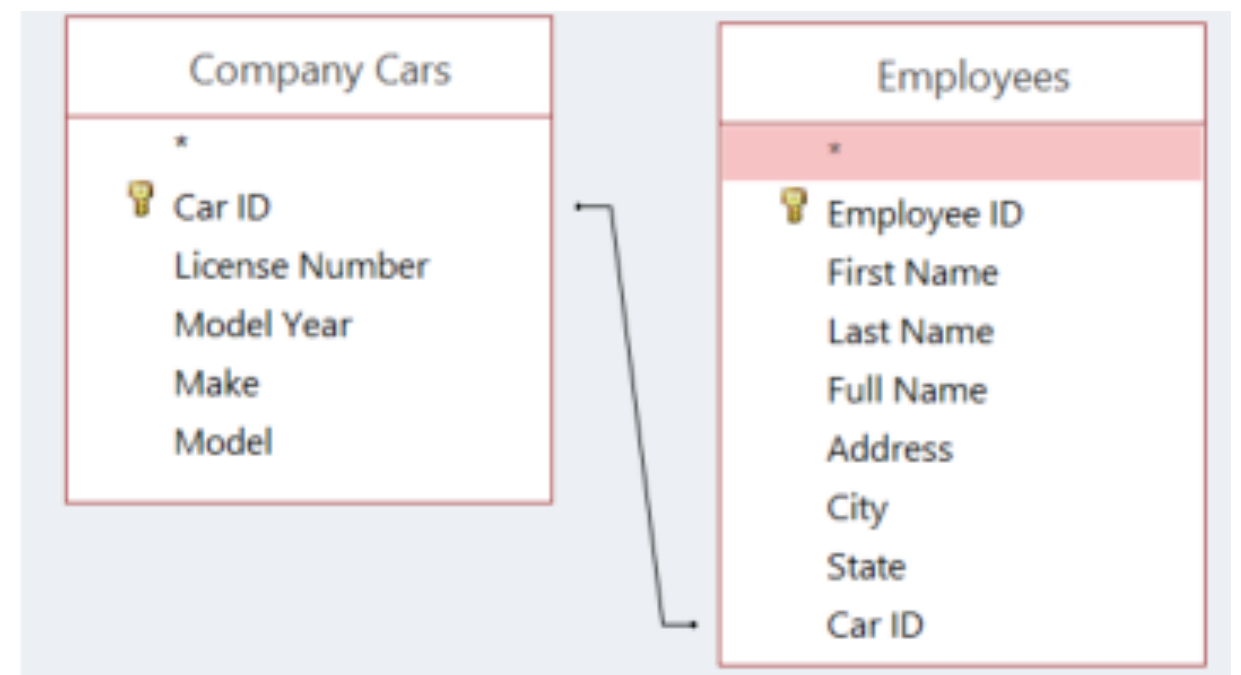 Company Cars
*
Car ID
License Number
Model Year
Make
Model
Employees
*
Employee ID
First Name
Last Name
Full Name
Address
City
State
Car ID